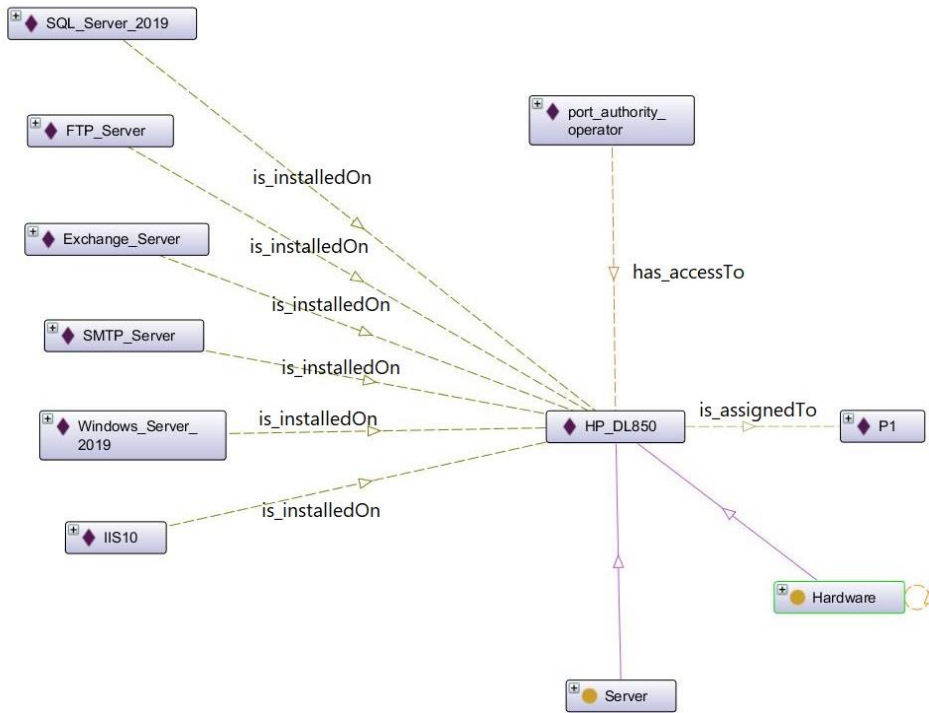 SQL_Server_2019
port_authority_
operator
FTP_Server
is_installedOn
Exchange_Server
is_installedOn
has_accessTo
is_installedOn
SMTP_Server
is_installedOn
Windows_Server_
2019
is_installedOn
HP_DL850
is_assignedTo
P1
is_installedOn
IIS10
Hardware
Server